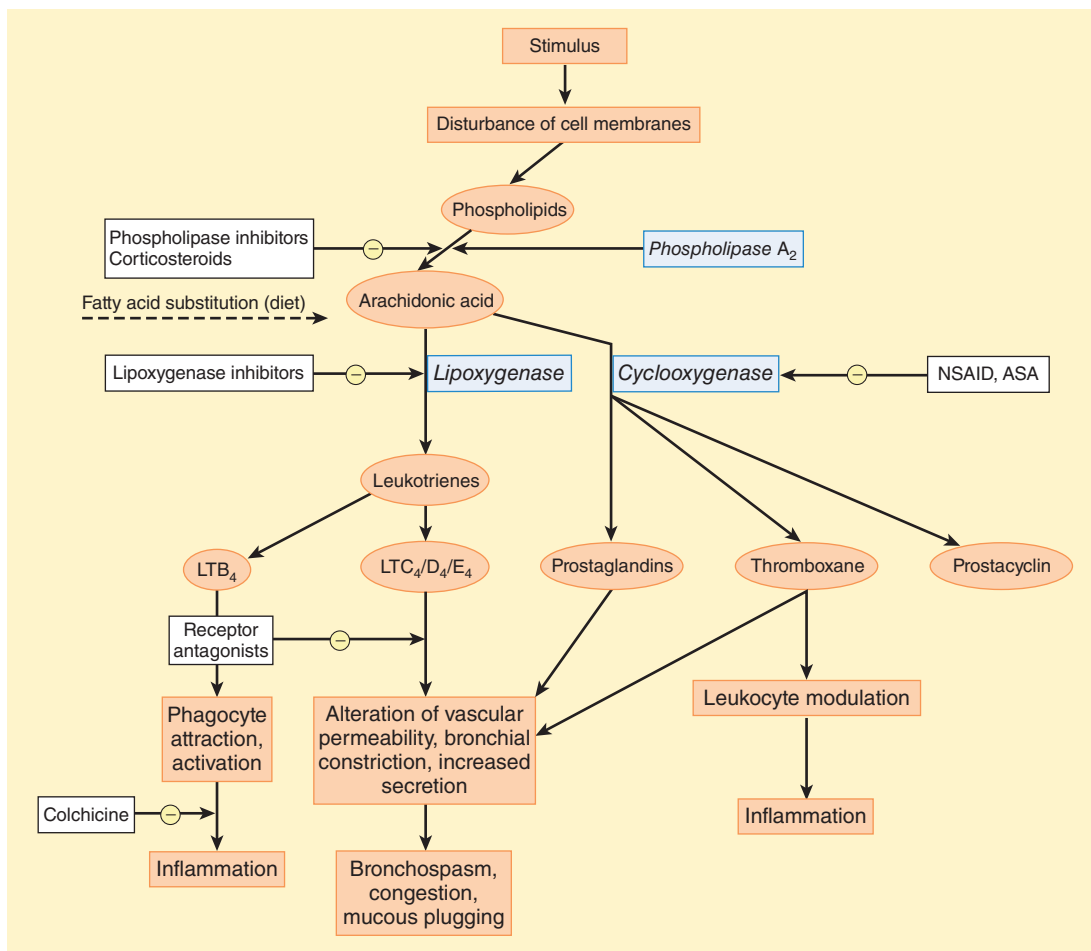 Stimulus
Disturbance of cell membranes
Phospholipids
Phospholipase inhibitors
Corticosteroids
−
Phospholipase A₂
Arachidonic acid
Fatty acid substitution (diet)
Lipoxygenase inhibitors
−
Lipoxygenase
Cyclooxygenase
−
NSAID, ASA
Leukotrienes
LTB₄
LTC₄/D₄/E₄
Prostaglandins
Thromboxane
Prostacyclin
Receptor
antagonists
−
Phagocyte
attraction,
activation
Alteration of vascular
permeability, bronchial
constriction, increased
secretion
Leukocyte modulation
Colchicine
−
Inflammation
Inflammation
Bronchospasm,
congestion,
mucous plugging